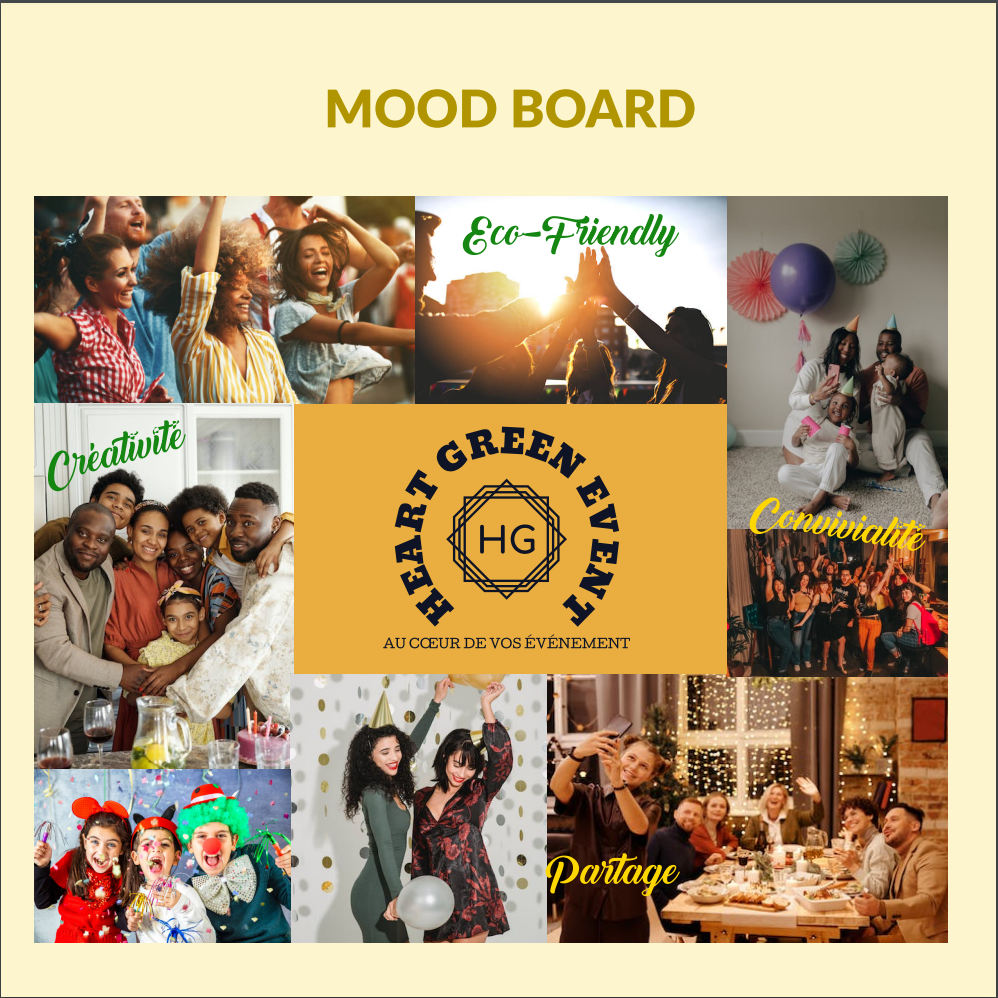 MOOD BOARD
Eco-Friendly
Créativité
HEART GREEN EVENT
HG
AU CŒUR DE VOS ÉVÉNEMENT
Convivialité
Partage